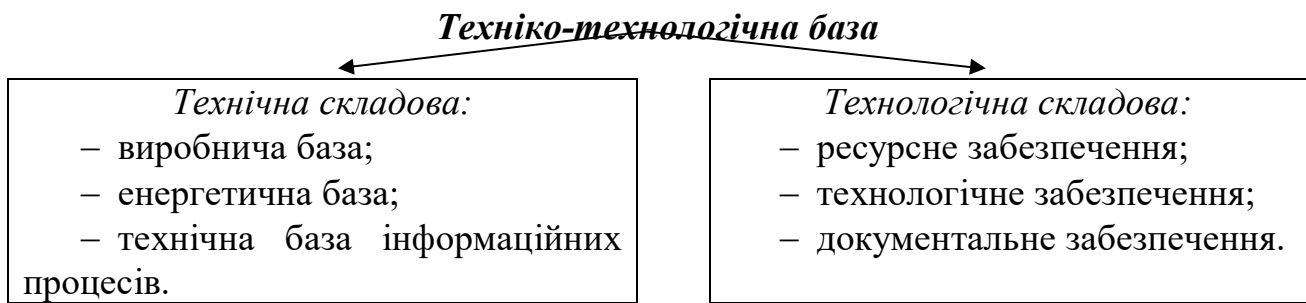 Техніко-технологічна база
Технічна складова:
– виробнича база;
– енергетична база;
– технічна база інформаційних
процесів.
Технологічна складова:
– ресурсне забезпечення;
– технологічне забезпечення;
– документальне забезпечення.